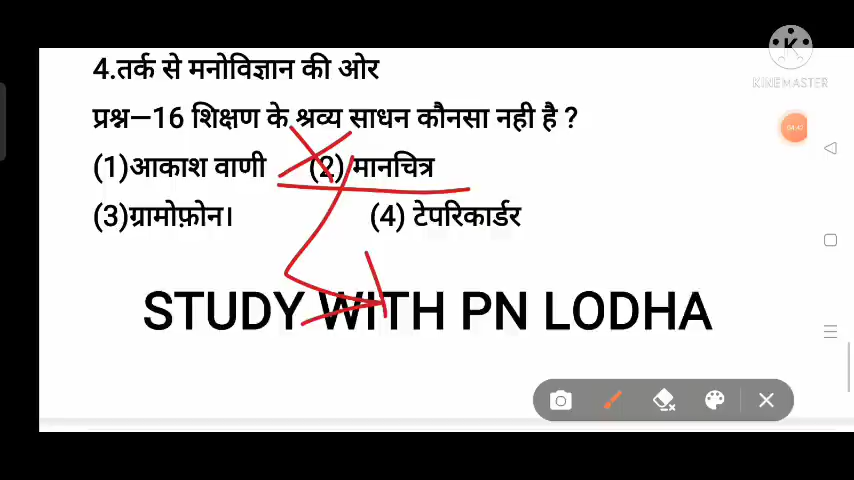 KINEMASTER
4.तर्क से मनोविज्ञान की ओर
प्रश्न—16 शिक्षण के श्रव्य साधन कौनसा नही है ?
(1)आकाश वाणी (2) मानचित्र
(3)ग्रामोफ़ोन। (4) टेपरिकार्डर
STUDY WITH PN LODHA